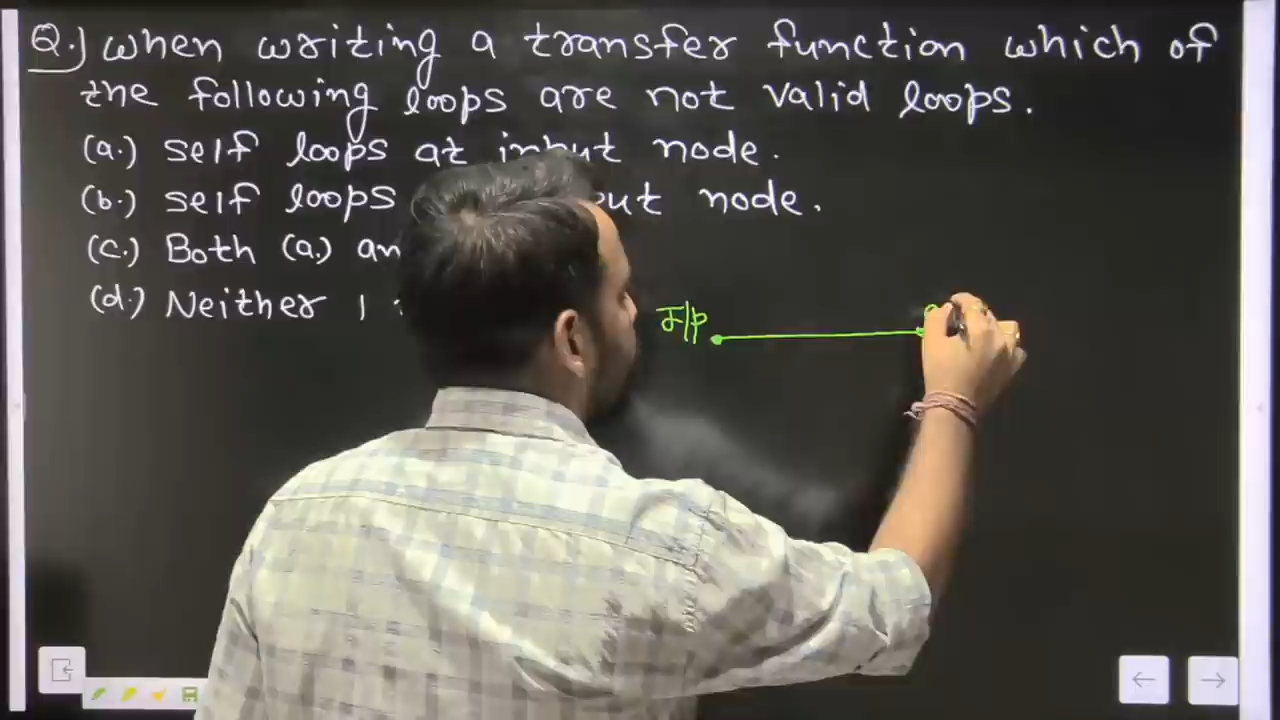 Q.) when writing a transfer function which of
the following loops are not valid loops.
(a.) self loops at input node.
(b.) self loops node.
(c.) Both (a.)
(d.) Neither
I/P